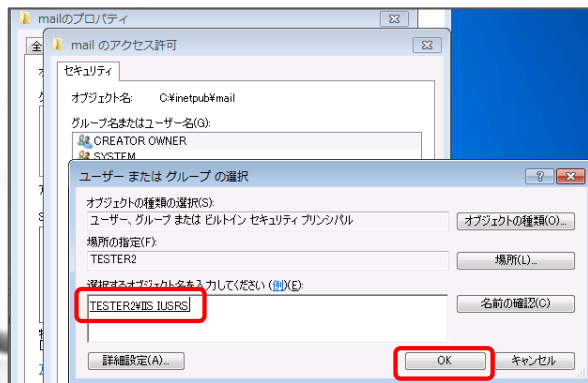 mailのプロパティ
mail のアクセス許可
セキュリティ
オブジェクト名: C:¥inetpub¥mail
グループ名またはユーザー名(G):
CREATOR OWNER
SYSTEM
ユーザー または グループ の選択
オブジェクトの種類の選択(S):
ユーザー、グループ または ビルトイン セキュリティ プリンシパル
オブジェクトの種類(O)...
場所の指定(F):
TESTER2
場所(L)...
選択するオブジェクト名を入力してください (例)(E):
TESTER2¥IIS_IUSRS
名前の確認(C)
詳細設定(A)...
OK
キャンセル